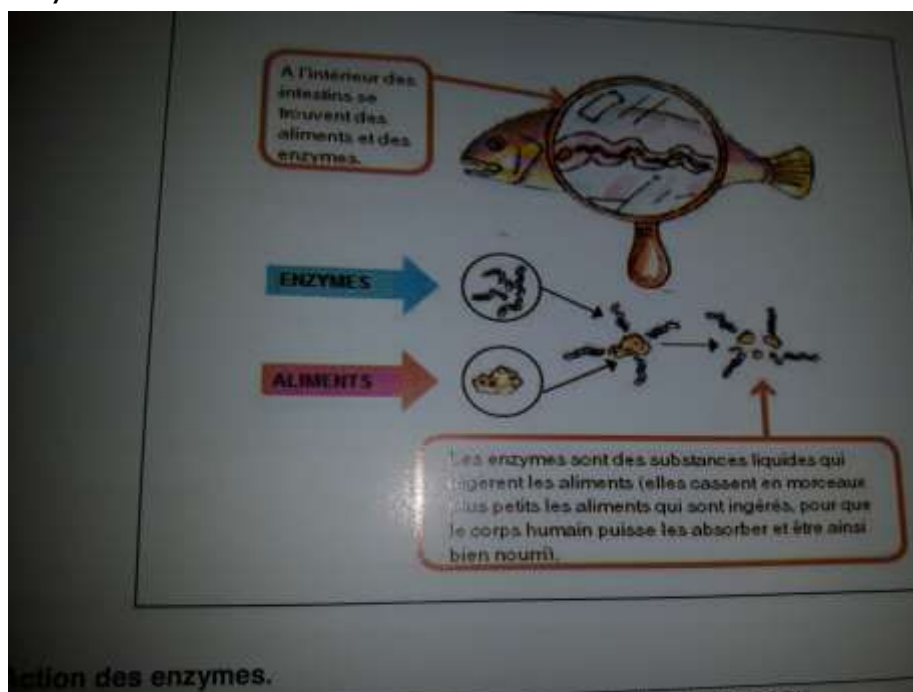 A l'intérieur des
intestins se
trouvent des
aliments et des
enzymes.
ENZYMES
ALIMENTS
Les enzymes sont des substances liquides qui
digèrent les aliments (elles cassent en morceaux
plus petits les aliments qui sont ingérés, pour que
le corps humain puisse les absorber et être ainsi
bien nourri).
Action des enzymes.